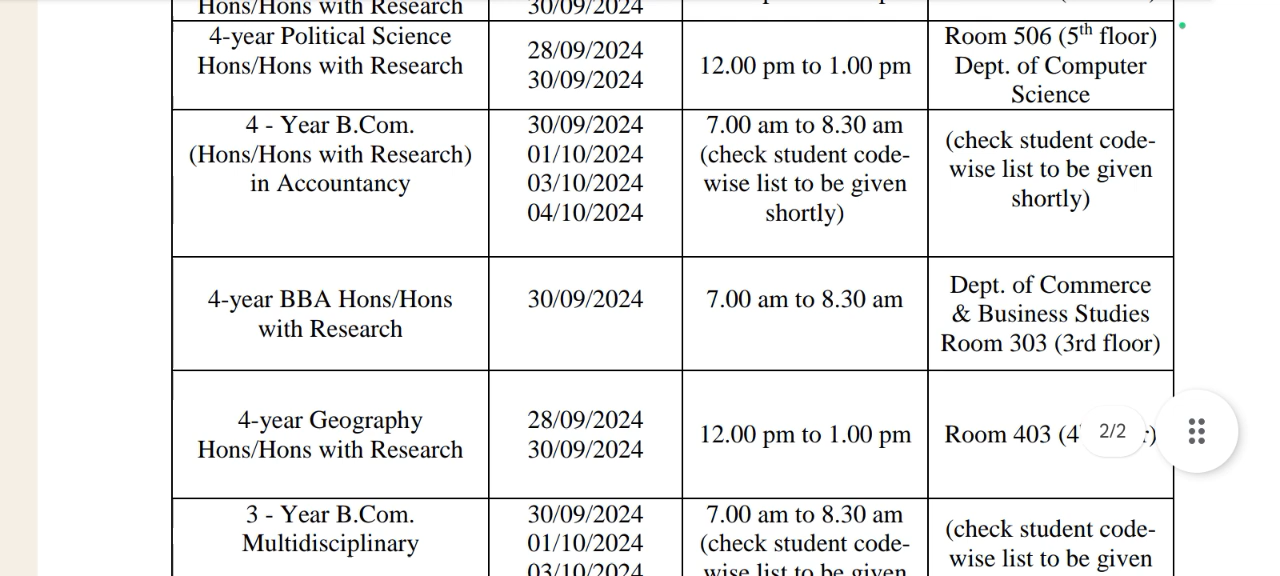 Hons/Hons with Research
30/09/2024
4-year Political Science
Hons/Hons with Research
28/09/2024
30/09/2024
12.00 pm to 1.00 pm
Room 506 (5th floor)
Dept. of Computer
Science
4 - Year B.Com.
(Hons/Hons with Research)
in Accountancy
30/09/2024
01/10/2024
03/10/2024
04/10/2024
7.00 am to 8.30 am
(check student code-
wise list to be given
shortly)
(check student code-
wise list to be given
shortly)
4-year BBA Hons/Hons
with Research
30/09/2024
7.00 am to 8.30 am
Dept. of Commerce
& Business Studies
Room 303 (3rd floor)
4-year Geography
Hons/Hons with Research
28/09/2024
30/09/2024
12.00 pm to 1.00 pm
Room 403 (4
2/2
3 - Year B.Com.
Multidisciplinary
30/09/2024
01/10/2024
03/10/2024
7.00 am to 8.30 am
(check student code-
wise list to be given
(check student code-
wise list to be given